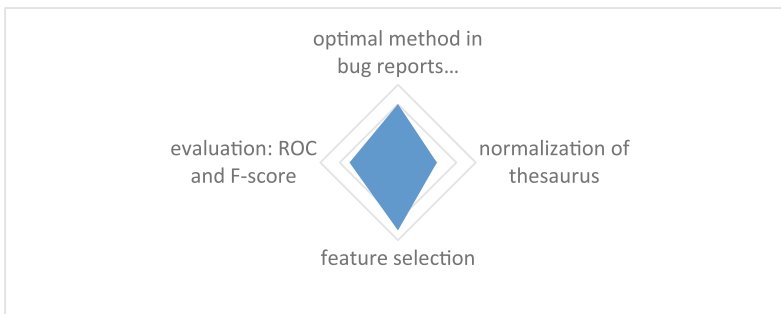 optimal method in
bug reports…
evaluation: ROC
and F-score
normalization of
thesaurus
feature selection